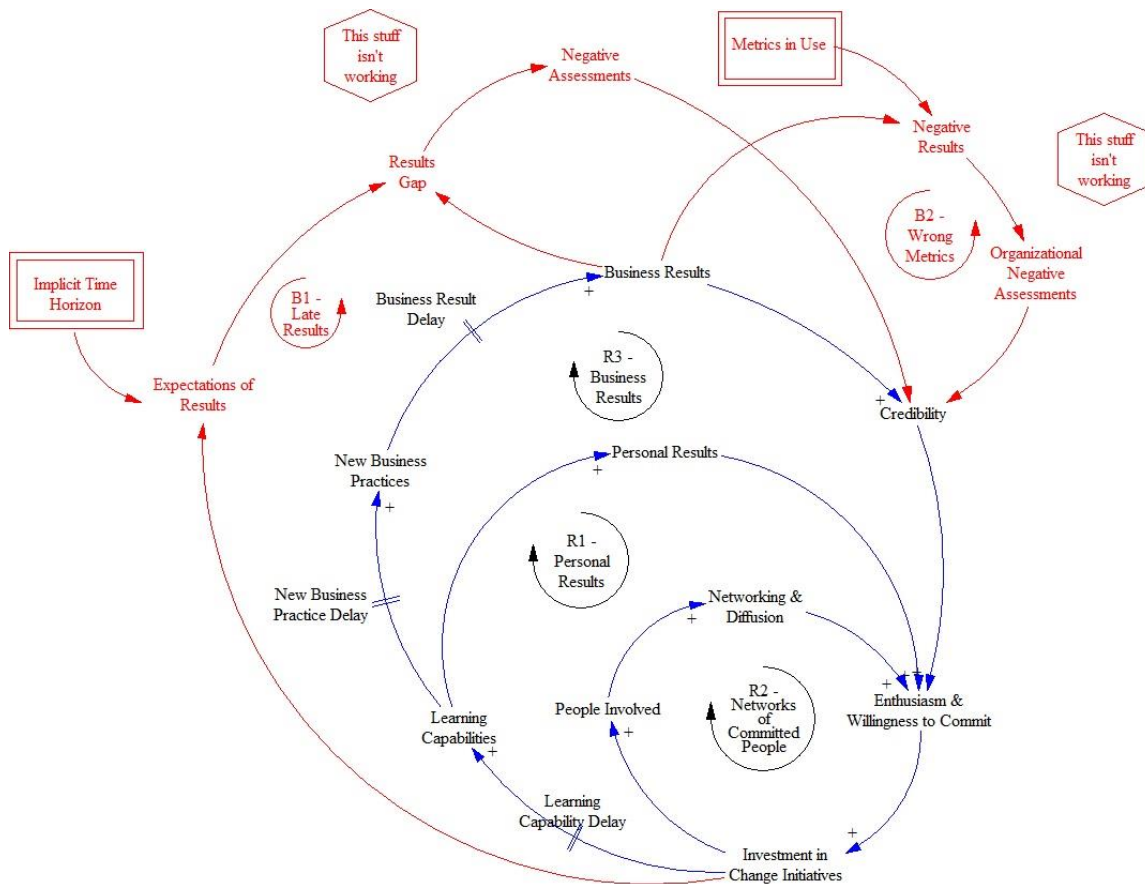 This stuff
isn't
working
Negative
Assessments
Metrics in Use
Negative
Results
This stuff
isn't
working
Results
Gap
B2 -
Wrong
Metrics
Organizational
Negative
Assessments
Implicit Time
Horizon
B1 -
Late
Results
Business Result
Delay
Business Results
+
R3 -
Business
Results
Expectations of
Results
+
Credibility
New Business
Practices
+
Personal Results
+
R1 -
Personal
Results
New Business
Practice Delay
Networking &
Diffusion
+
Learning
Capabilities
+
People Involved
+
R2 -
Networks
of
Committed
People
+
+
+
Enthusiasm &
Willingness to Commit
Learning
Capability Delay
+
Investment in
Change Initiatives